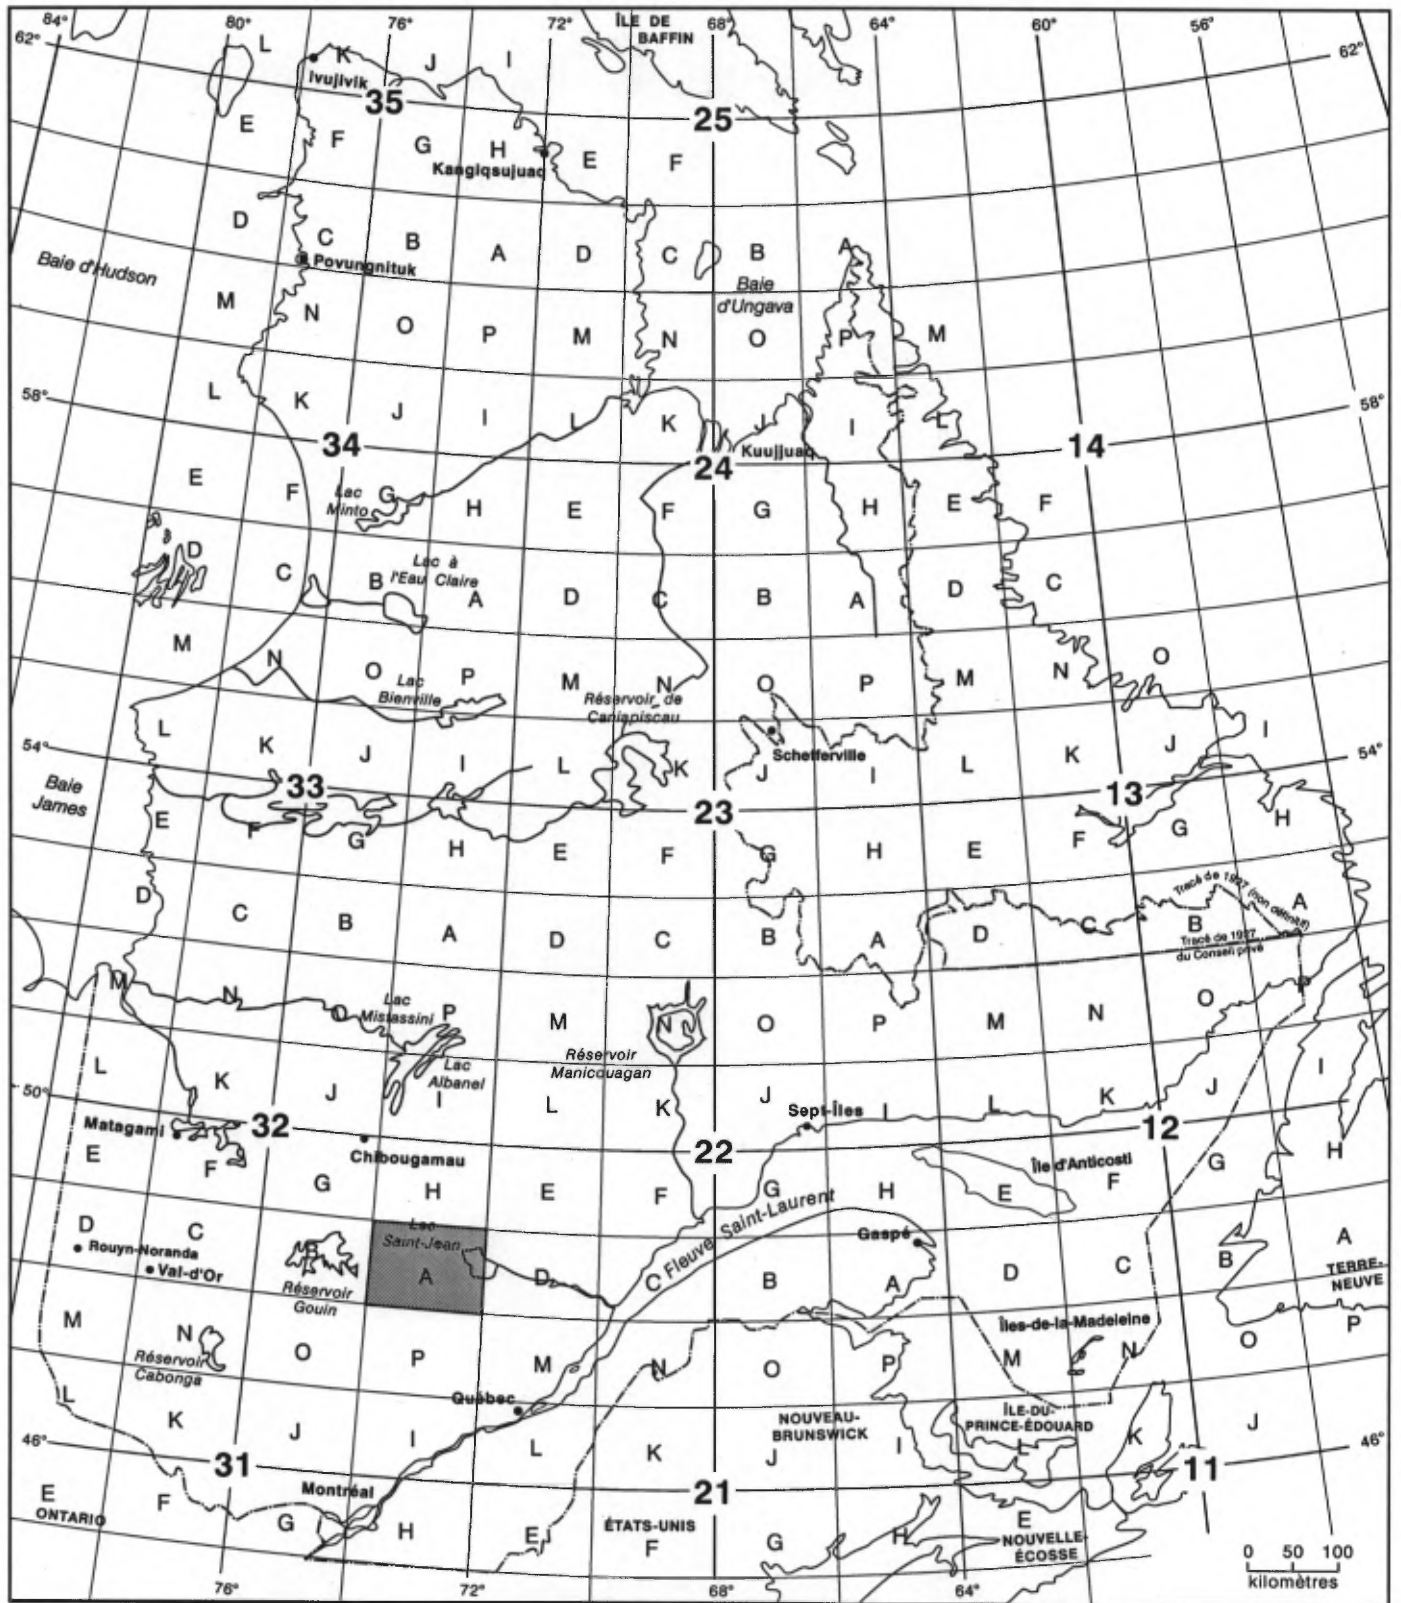 84° 80° 76° 72° ÎLE DE BAFFIN 68° 64° 60° 56°
62° L K J I 62°
Ivujivik
35 25
E F G H E F
Kangiqsujuaq
D C B A D C B A
Povungnituk
Baie d'Hudson
Baie
d'Ungava
M N O P M N O P M
58° L K J I L K J I L 58°
34 24 14
Kuujjuaq
E F G H E F G H E F
Lac
Minto
D C B A D C B A D C
Lac à
l'Eau Claire
M N O P M N O P M N O
Lac
Bienville
Réservoir de
Caniapiscau
Schefferville
54° L K J I L K J I L K J I 54°
33 23 13
Baie
James
E F G H E F G H E F G H
D C B A D C B A D C B A
Tracé de 1927 (non définitif)
Tracé de 1927
du Conseil privé
M N O P M N O P M N O P
Lac
Mistassini
Réservoir
Manicouagan
Lac
Albanel
50° L K J I L K J I L K J I
Sept-Îles
Matagami 32 22 12
Chibougamau
Île d'Anticosti
E F G H E F G H E F G H
Fleuve Saint-Laurent
Lac
Saint-Jean
Gaspé
D C B A D C B A D C B A
Rouyn-Noranda
Val-d'Or
Réservoir
Gouin
TERRE-
NEUVE
Îles-de-la-Madeleine
M N O P M N O P M N O P
Réservoir
Cabonga
Québec
NOUVEAU-
BRUNSWICK
ÎLE-DU-
PRINCE-ÉDOUARD
46° L K J I L K J I L K J 46°
31 21 11
Montréal
E F G H E F G H E
ONTARIO
ÉTATS-UNIS
NOUVELLE-
ÉCOSSE
0 50 100
kilomètres
76° 72° 68° 64°